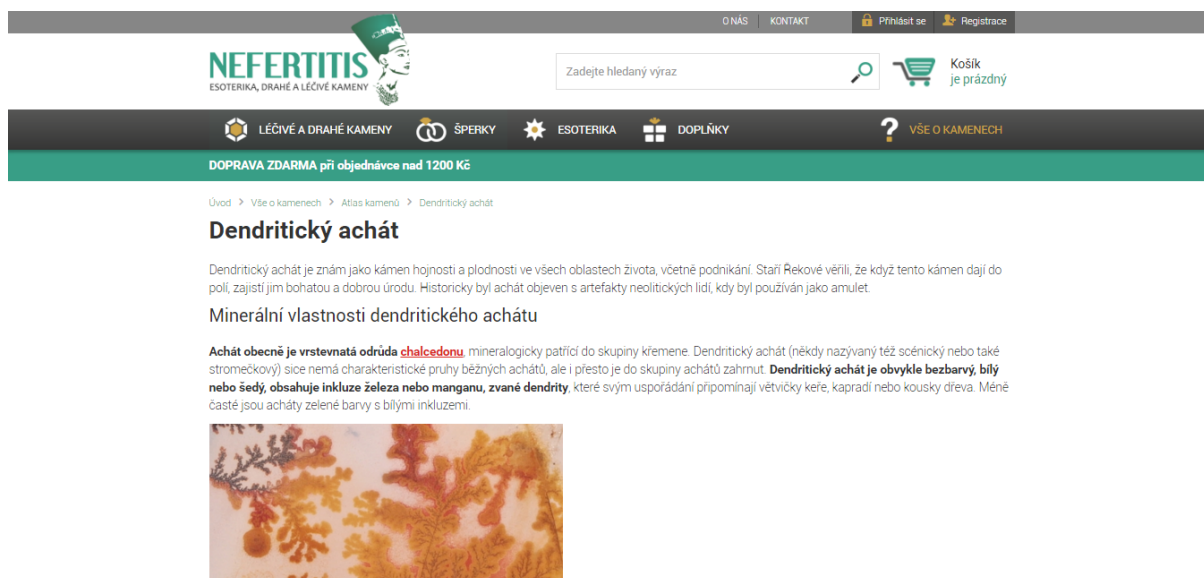 O NÁS
KONTAKT
Přihlásit se
Registrace
NEFERTITIS
ESOTERIKA, DRAHÉ A LÉČIVÉ KAMENY
Zadejte hledaný výraz
Košík
je prázdný
LÉČIVÉ A DRAHÉ KAMENY
ŠPERKY
ESOTERIKA
DOPLŇKY
VŠE O KAMENECH
DOPRAVA ZDARMA při objednávce nad 1200 Kč
Úvod > Vše o kamenech > Atlas kamenů > Dendritický achát
Dendritický achát
Dendritický achát je znám jako kámen hojnosti a plodnosti ve všech oblastech života, včetně podnikání. Staří Řekové věřili, že když tento kámen dají do
polí, zajistí jim bohatou a dobrou úrodu. Historicky byl achát objeven s artefakty neolitických lidí, kdy byl používán jako amulet.
Minerální vlastnosti dendritického achátu
Achát obecně je vrstevnatá odrůda chalcedonu, mineralogicky patřící do skupiny křemene. Dendritický achát (někdy nazývaný též scénický nebo také
stromečkový) sice nemá charakteristické pruhy běžných achátů, ale i přesto je do skupiny achátů zahrnut. Dendritický achát je obvykle bezbarvý, bílý
nebo šedý, obsahuje inkluze železa nebo manganu, zvané dendrity, které svým uspořádání připomínají větvičky keře, kapradí nebo kousky dřeva. Méně
časté jsou acháty zelené barvy s bílými inkluzemi.